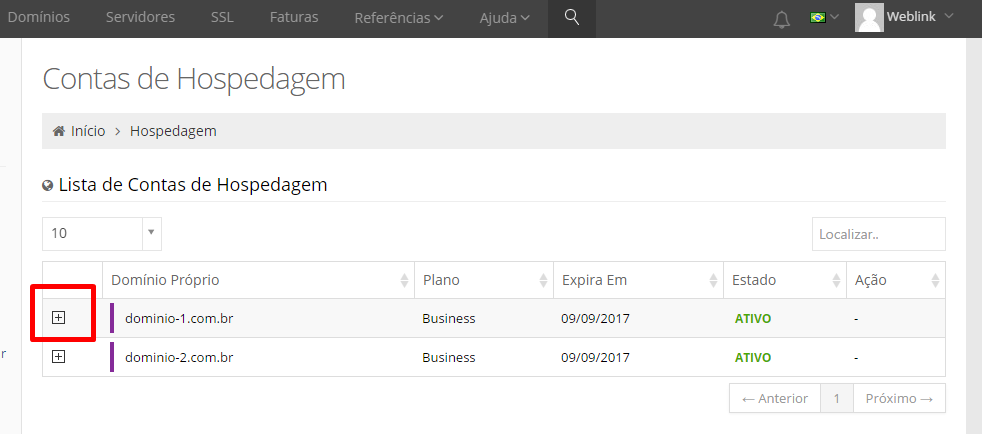 Domínios Servidores SSL Faturas Referências Ajuda Weblink
Contas de Hospedagem
Início > Hospedagem
Lista de Contas de Hospedagem
10 Localizar..
Domínio Próprio Plano Expira Em Estado Ação
dominio-1.com.br Business 09/09/2017 ATIVO -
r
dominio-2.com.br Business 09/09/2017 ATIVO -
← Anterior 1 Próximo →